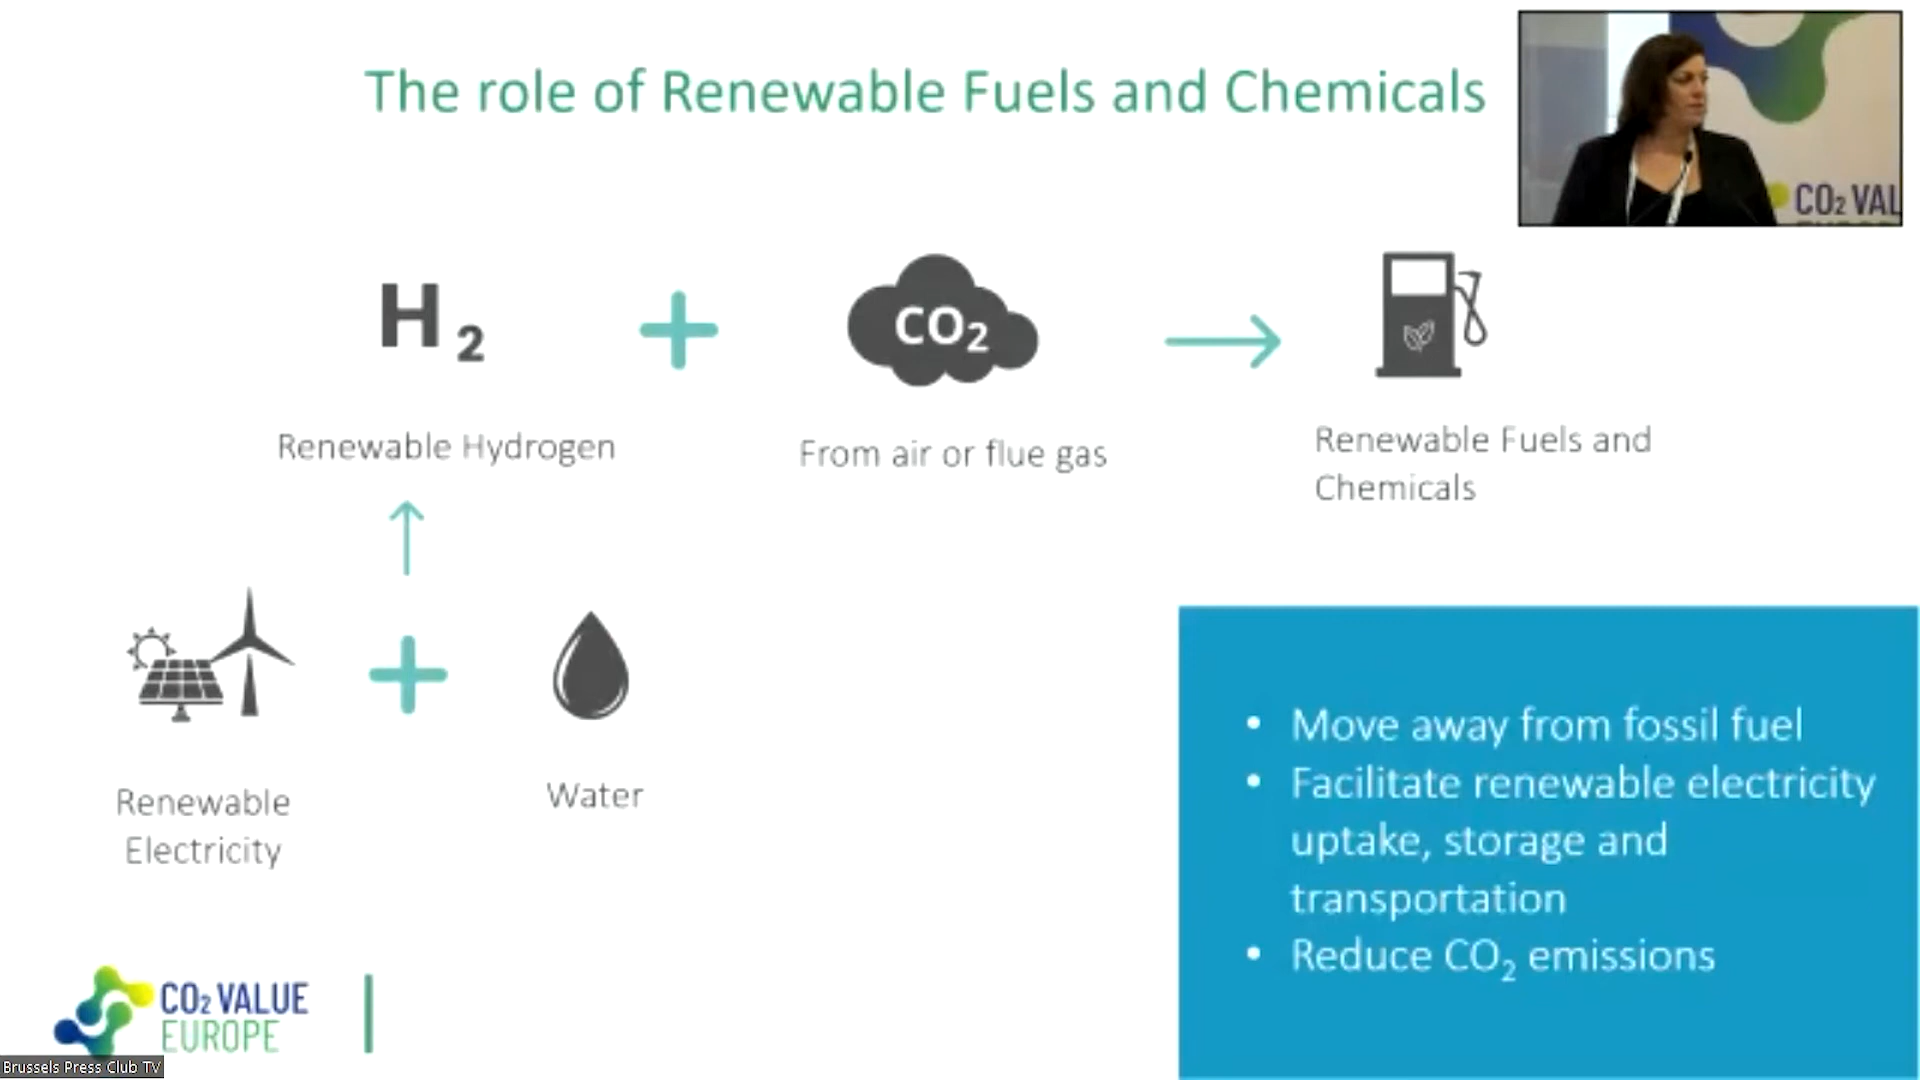 The role of Renewable Fuels and Chemicals
CO₂ VAL
H₂
CO₂
Renewable Hydrogen
From air or flue gas
Renewable Fuels and
Chemicals
Renewable
Electricity
Water
• Move away from fossil fuel
• Facilitate renewable electricity
uptake, storage and
transportation
• Reduce CO₂ emissions
CO₂ VALUE
EUROPE
Brussels Press Club TV